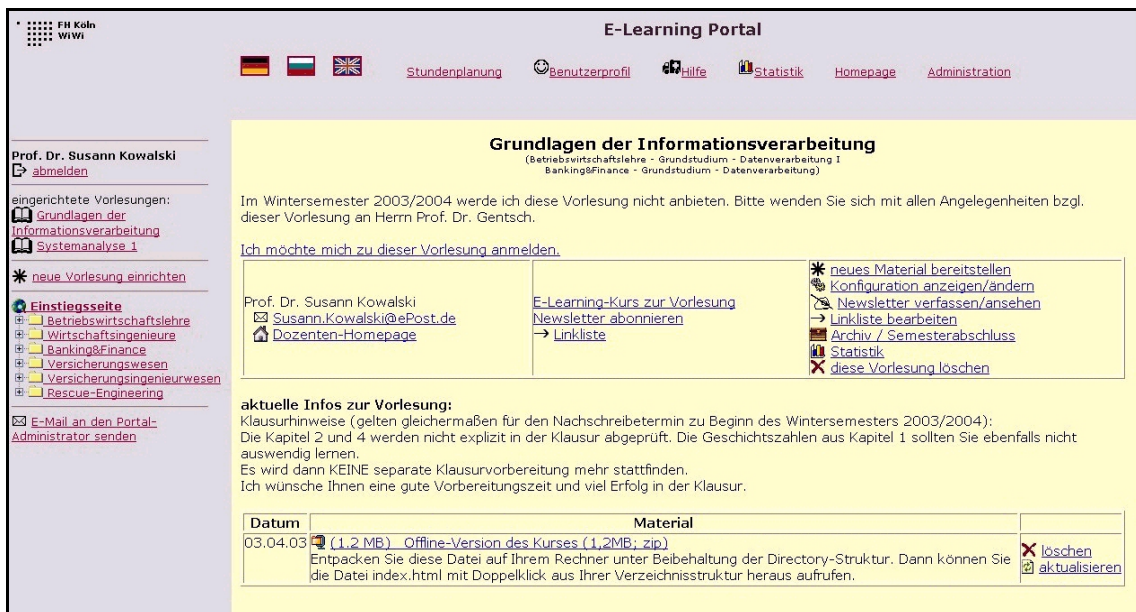 FH Köln
WiWi
E-Learning Portal
Stundenplanung Benutzerprofil Hilfe Statistik Homepage Administration
Prof. Dr. Susann Kowalski
abmelden
eingerichtete Vorlesungen:
Grundlagen der
Informationsverarbeitung
Systemanalyse 1
neue Vorlesung einrichten
Einstiegsseite
Betriebswirtschaftslehre
Wirtschaftsingenieure
Banking&Finance
Versicherungswesen
Versicherungsingenieurwesen
Rescue-Engineering
E-Mail an den Portal-
Administrator senden
Grundlagen der Informationsverarbeitung
(Betriebswirtschaftslehre - Grundstudium - Datenverarbeitung I
Banking&Finance - Grundstudium - Datenverarbeitung)
Im Wintersemester 2003/2004 werde ich diese Vorlesung nicht anbieten. Bitte wenden Sie sich mit allen Angelegenheiten bzgl.
dieser Vorlesung an Herrn Prof. Dr. Gentsch.
Ich möchte mich zu dieser Vorlesung anmelden.
Prof. Dr. Susann Kowalski
Susann.Kowalski@ePost.de
Dozenten-Homepage
E-Learning-Kurs zur Vorlesung
Newsletter abonnieren
→ Linkliste
neues Material bereitstellen
Konfiguration anzeigen/ändern
Newsletter verfassen/ansehen
→ Linkliste bearbeiten
Archiv / Semesterabschluss
Statistik
diese Vorlesung löschen
aktuelle Infos zur Vorlesung:
Klausurhinweise (gelten gleichermaßen für den Nachschreibetermin zu Beginn des Wintersemesters 2003/2004):
Die Kapitel 2 und 4 werden nicht explizit in der Klausur abgeprüft. Die Geschichtszahlen aus Kapitel 1 sollten Sie ebenfalls nicht
auswendig lernen.
Es wird dann KEINE separate Klausurvorbereitung mehr stattfinden.
Ich wünsche Ihnen eine gute Vorbereitungszeit und viel Erfolg in der Klausur.
Datum Material
03.04.03 (1.2 MB) Offline-Version des Kurses (1,2MB; zip)
Entpacken Sie diese Datei auf Ihrem Rechner unter Beibehaltung der Directory-Struktur. Dann können Sie
die Datei index.html mit Doppelklick aus Ihrer Verzeichnisstruktur heraus aufrufen.
löschen
aktualisieren